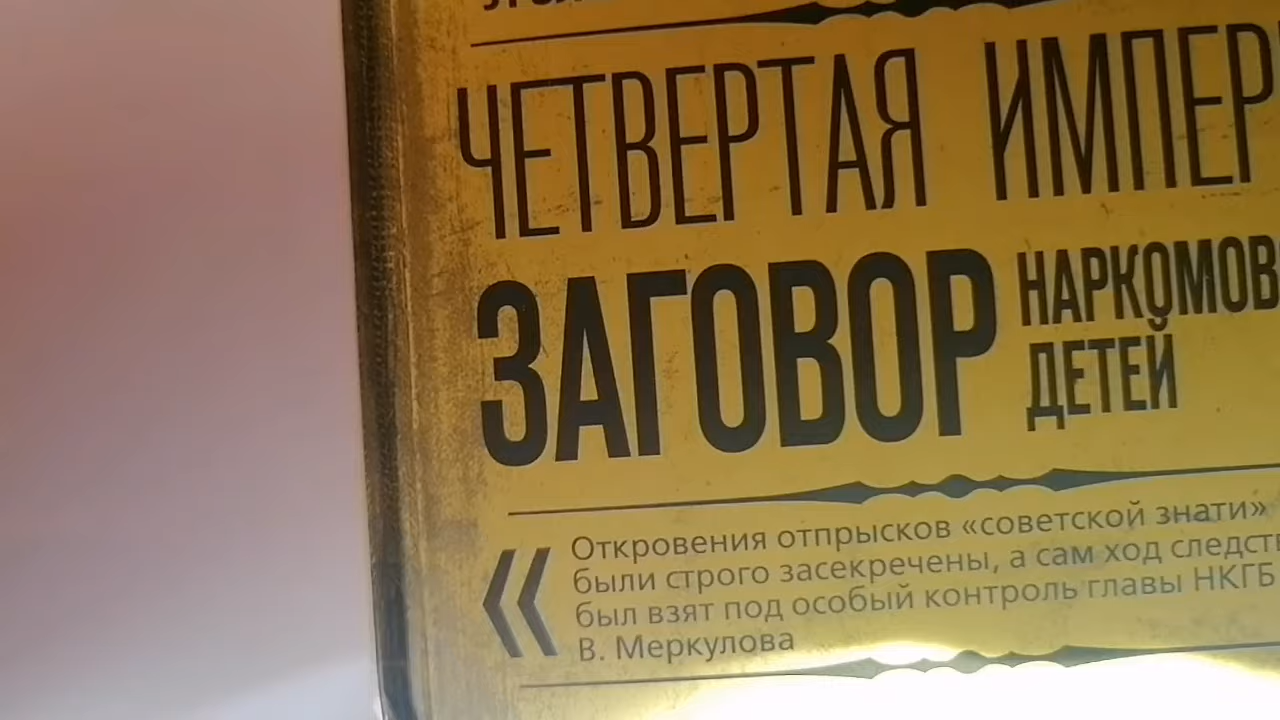 ЧЕТВЕРТАЯ ИМПЕР
ЗАГОВОР НАРКОМОВ
ДЕТЕЙ
« Откровения отпрысков «советской знати»
были строго засекречены, а сам ход следств
был взят под особый контроль главы НКГБ
В. Меркулова